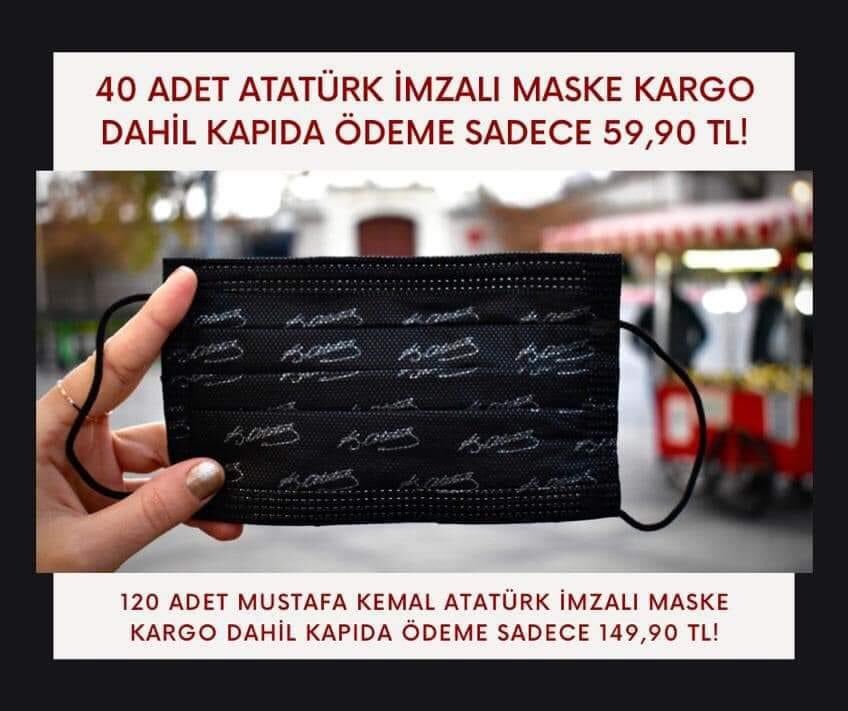 40 ADET ATATÜRK İMZALI MASKE KARGO
DAHİL KAPIDA ÖDEME SADECE 59,90 TL!
120 ADET MUSTAFA KEMAL ATATÜRK İMZALI MASKE
KARGO DAHİL KAPIDA ÖDEME SADECE 149,90 TL!